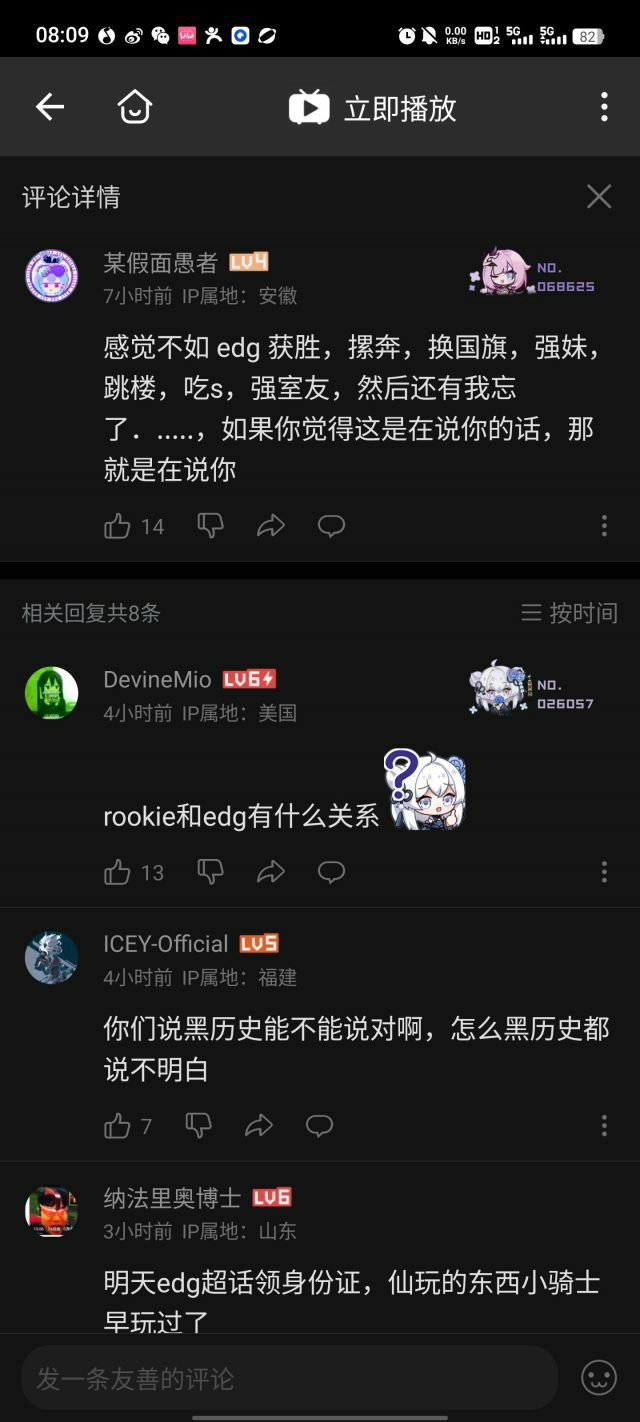 08:09
0.00
KB/s
HD 1 2
5G
5G
82
立即播放
评论详情
某假面愚者 LV4
7小时前 IP属地：安徽
NO.
068625
感觉不如 edg 获胜，摞奔，换国旗，强妹，
跳楼，吃s，强室友，然后还有我忘
了．.....，如果你觉得这是在说你的话，那
就是在说你
14
相关回复共8条
按时间
DevineMio LV6
4小时前 IP属地：美国
NO.
026057
rookie和edg有什么关系
?
13
ICEY-Official LV5
4小时前 IP属地：福建
你们说黑历史能不能说对啊，怎么黑历史都
说不明白
7
纳法里奥博士 LV6
3小时前 IP属地：山东
明天edg超话领身份证，仙玩的东西小骑士
早玩过了
发一条友善的评论